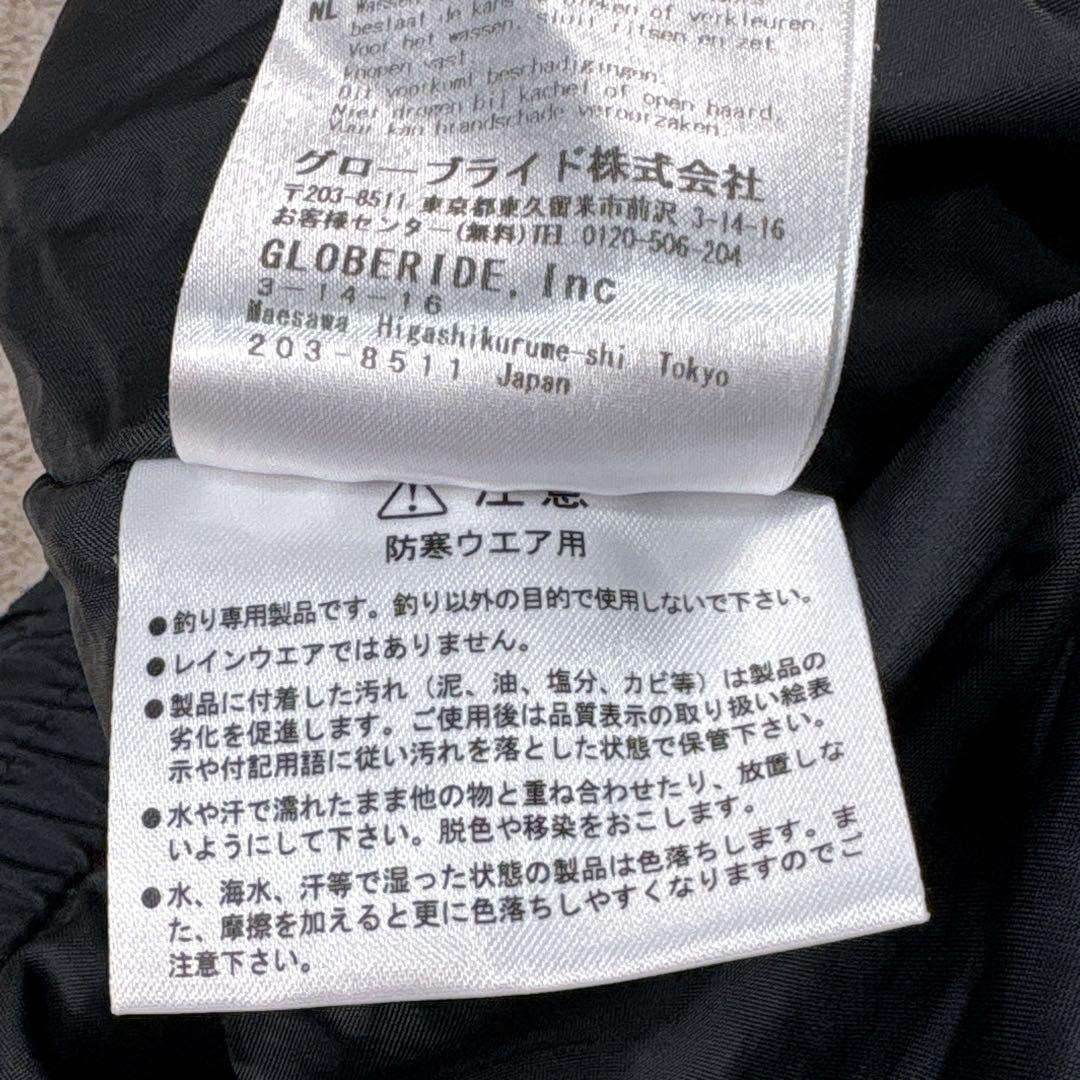 NL Wassen
bestaat de kans of verkleuren.
Voor het wassen, sluit ritsen en zet
knopen vast.
Dit voorkomt beschadigingen.
Niet drogen bij kachel of open haard,
kan brandschade verourzaken.
グローブライド株式会社
〒203-8511 東京都東久留米市前沢 3-14-16
お客様センター(無料)TEL 0120-506-204
GLOBERIDE, Inc
3-14-16
Maesawa Higashikurume-shi Tokyo
203-8511 Japan
注意
防寒ウエア用
●釣り専用製品です。釣り以外の目的で使用しないで下さい。
●レインウエアではありません。
●製品に付着した汚れ（泥、油、塩分、カビ等）は製品の
劣化を促進します。ご使用後は品質表示の取り扱い絵表
示や付記用語に従い汚れを落とした状態で保管下さい。
●水や汗で濡れたまま他の物と重ね合わせたり、放置しな
いようにして下さい。脱色や移染をおこします。
●水、海水、汗等で湿った状態の製品は色落ちします。ま
た、摩擦を加えると更に色落ちしやすくなりますのでご
注意下さい。